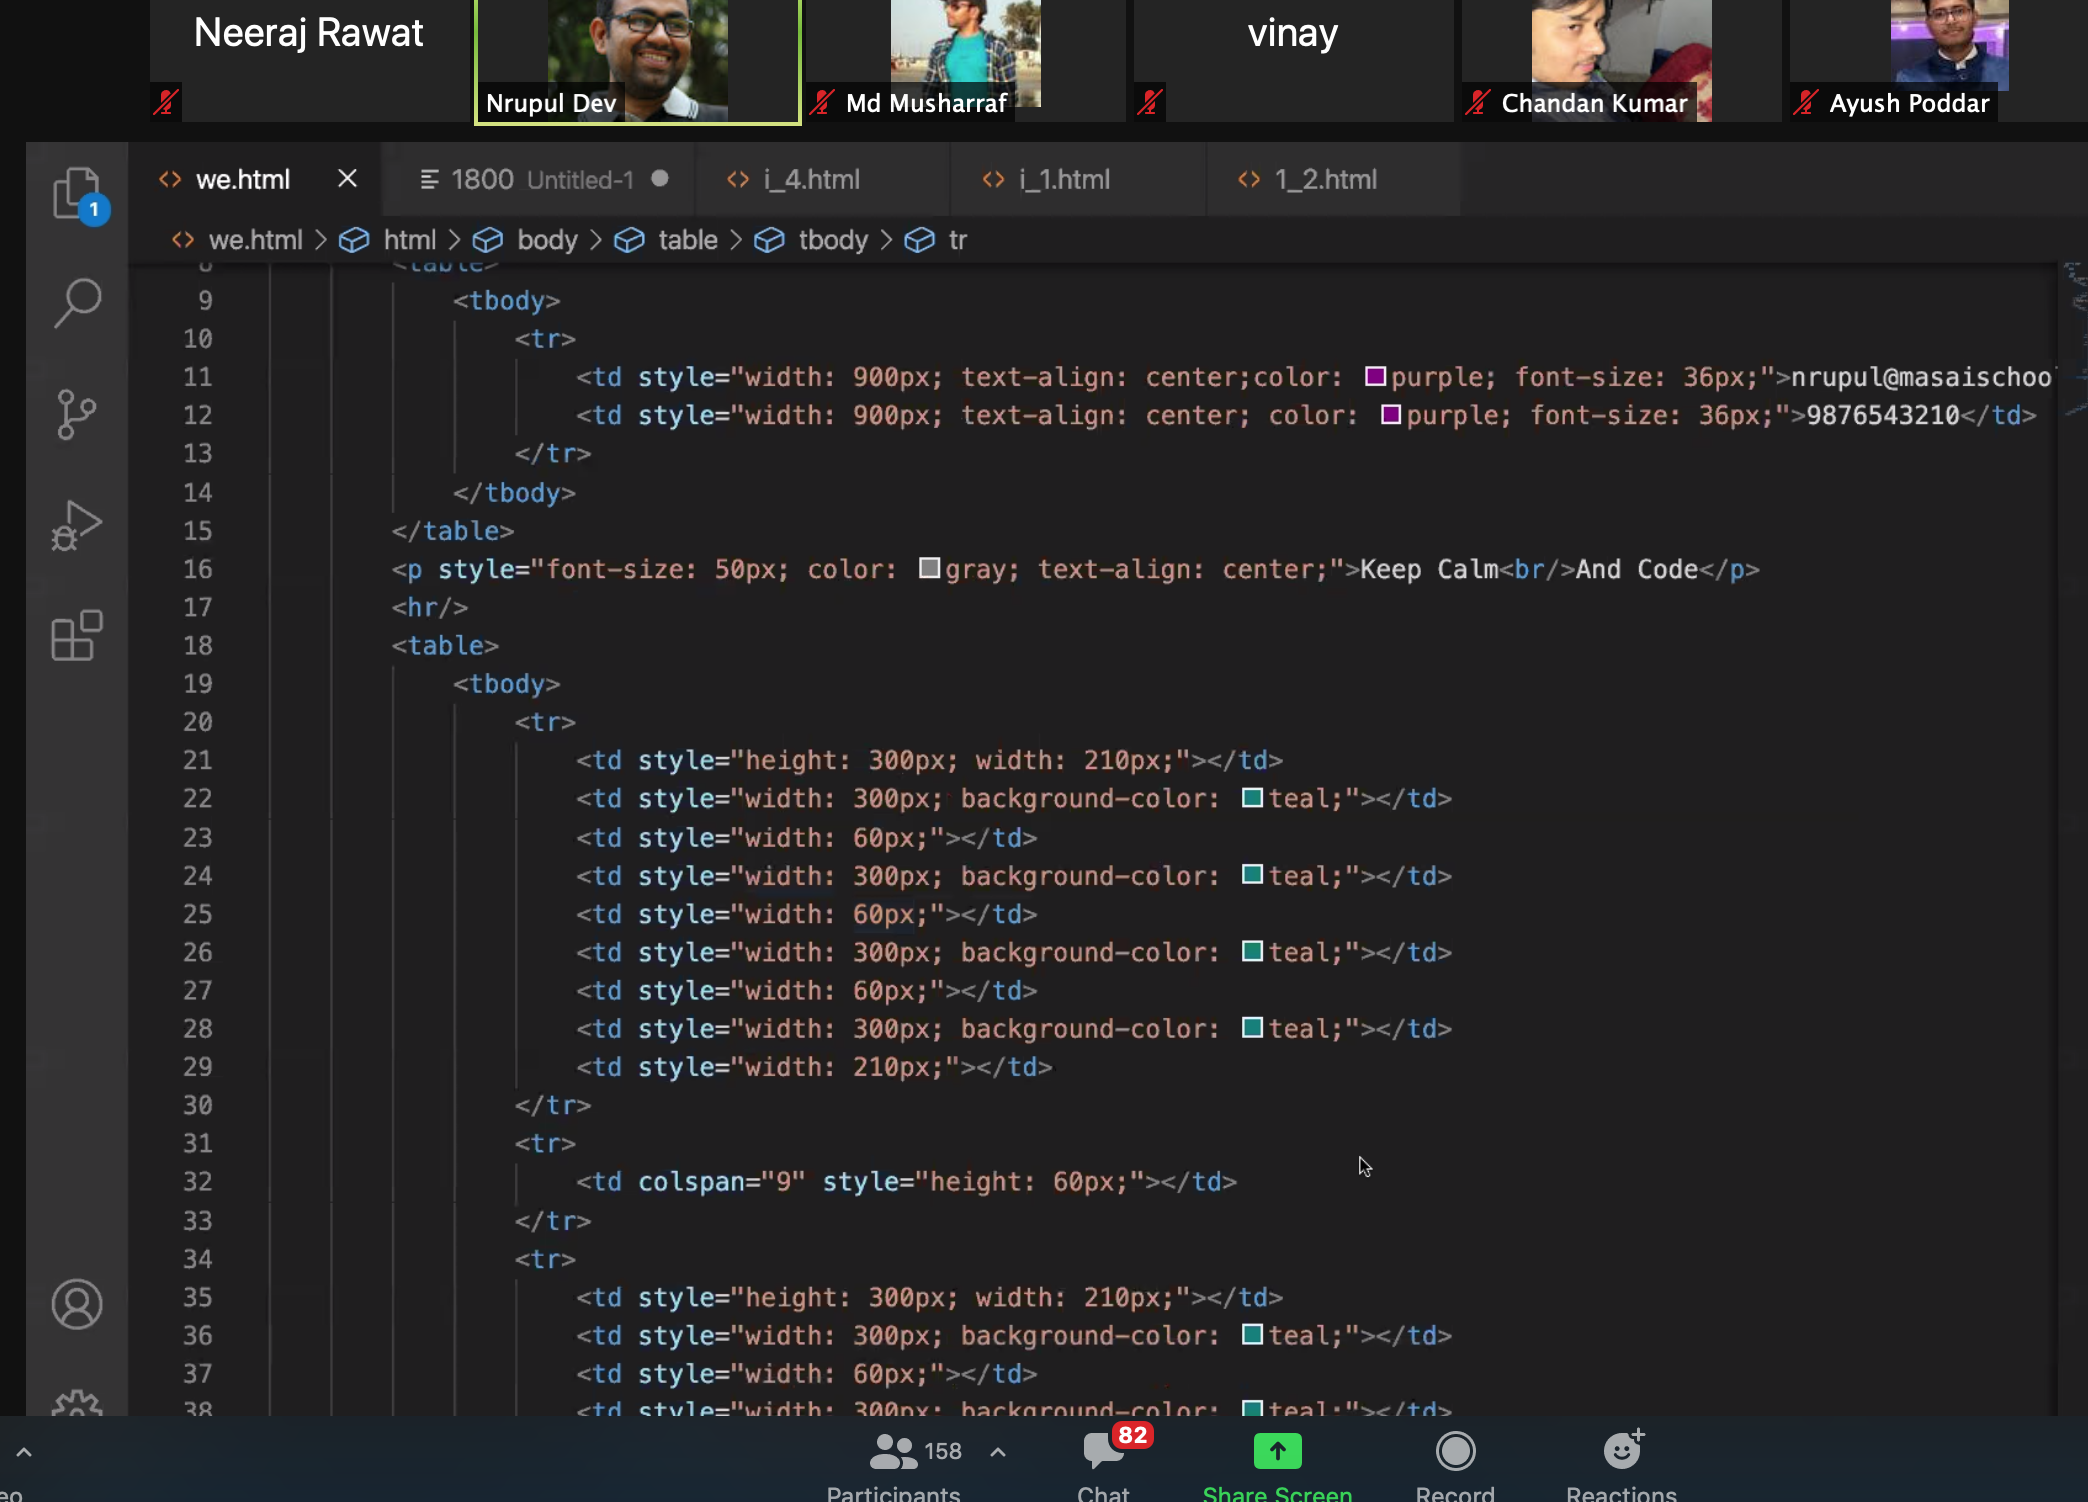 Neeraj Rawat
Nrupul Dev
Md Musharraf
vinay
Chandan Kumar
Ayush Poddar
we.html
1800 Untitled-1
i_4.html
i_1.html
1_2.html
1
we.html > html > body > table > tbody > tr
8 <table>
9 <tbody>
10 <tr>
11 <td style="width: 900px; text-align: center;color: purple; font-size: 36px;">nrupul@masaischool
12 <td style="width: 900px; text-align: center; color: purple; font-size: 36px;">9876543210</td>
13 </tr>
14 </tbody>
15 </table>
16 <p style="font-size: 50px; color: gray; text-align: center;">Keep Calm<br/>And Code</p>
17 <hr/>
18 <table>
19 <tbody>
20 <tr>
21 <td style="height: 300px; width: 210px;"></td>
22 <td style="width: 300px; background-color: teal;"></td>
23 <td style="width: 60px;"></td>
24 <td style="width: 300px; background-color: teal;"></td>
25 <td style="width: 60px;"></td>
26 <td style="width: 300px; background-color: teal;"></td>
27 <td style="width: 60px;"></td>
28 <td style="width: 300px; background-color: teal;"></td>
29 <td style="width: 210px;"></td>
30 </tr>
31 <tr>
32 <td colspan="9" style="height: 60px;"></td>
33 </tr>
34 <tr>
35 <td style="height: 300px; width: 210px;"></td>
36 <td style="width: 300px; background-color: teal;"></td>
37 <td style="width: 60px;"></td>
38 <td style="width: 300px; background-color: teal;"></td>
158
82
eo
Participants
Chat
Share Screen
Record
Reactions